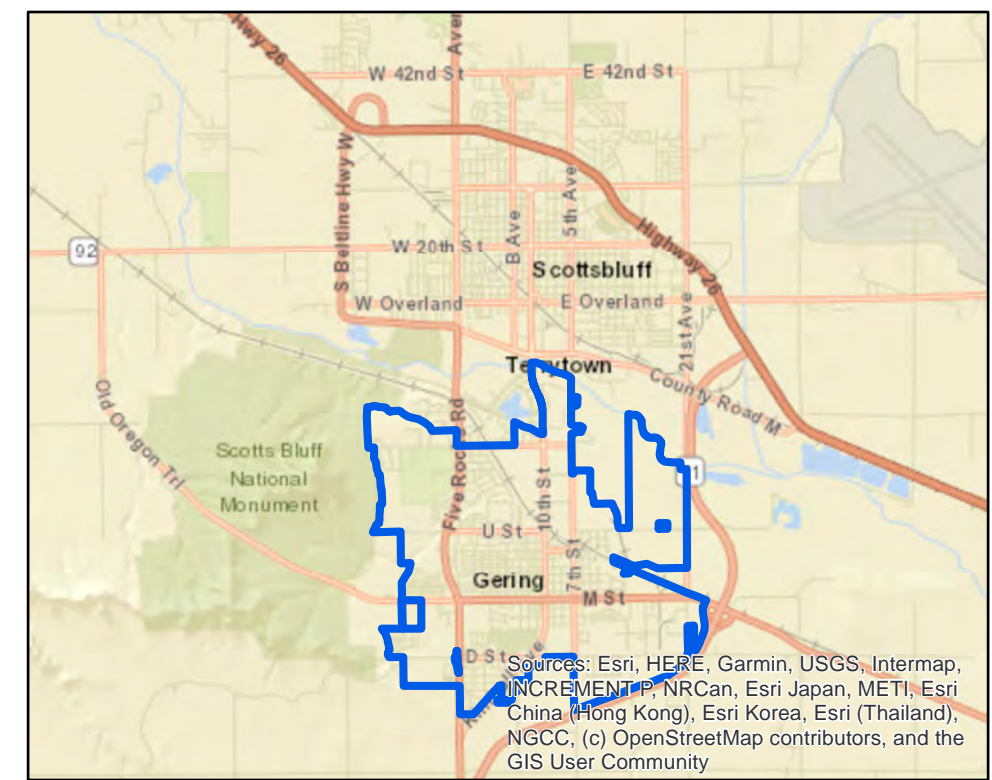 Hwy 26
Aven
W 42nd St
E 42nd St
S Beltline Hwy W
B Ave
5th Ave
Highway 26
92
W 20th St
Scottsbluff
W Overland
E Overland
21st Ave
Terrytown
County Road M
Old Oregon Trl
Scotts Bluff
National
Monument
Five Rocks Rd
10th St
U St
7th St
Gering
M St
D St
Sources: Esri, HERE, Garmin, USGS, Intermap,
INCREMENT P, NRCan, Esri Japan, METI, Esri
China (Hong Kong), Esri Korea, Esri (Thailand),
NGCC, (c) OpenStreetMap contributors, and the
GIS User Community